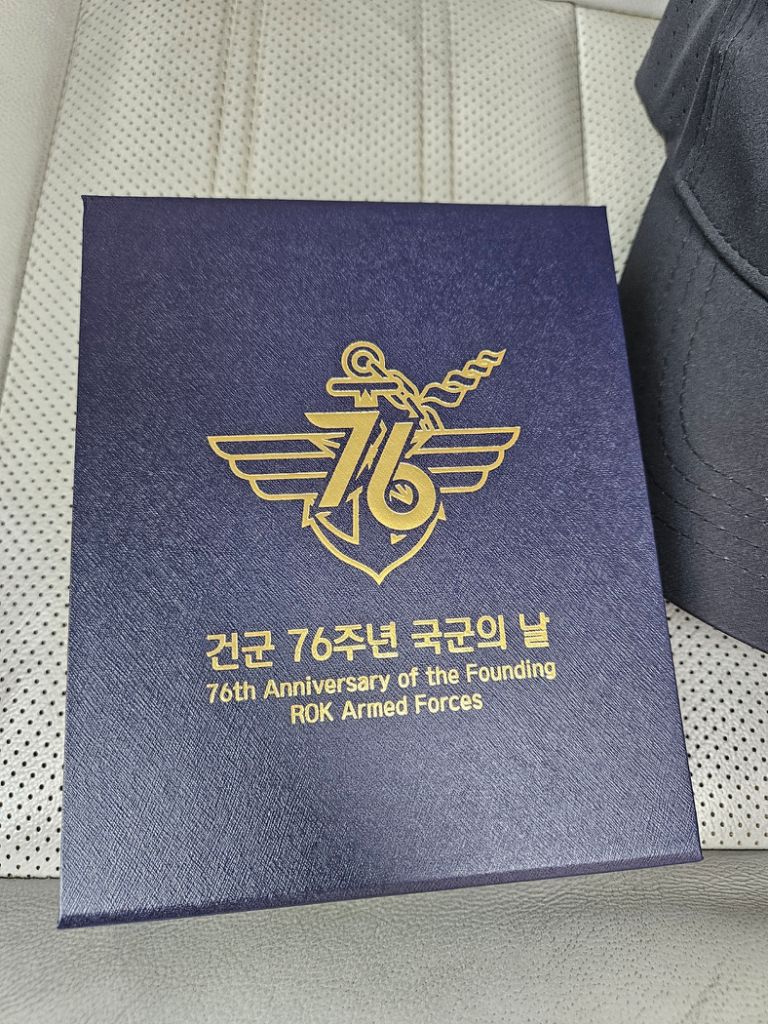 76
건군 76주년 국군의 날
76th Anniversary of the Founding
ROK Armed Forces